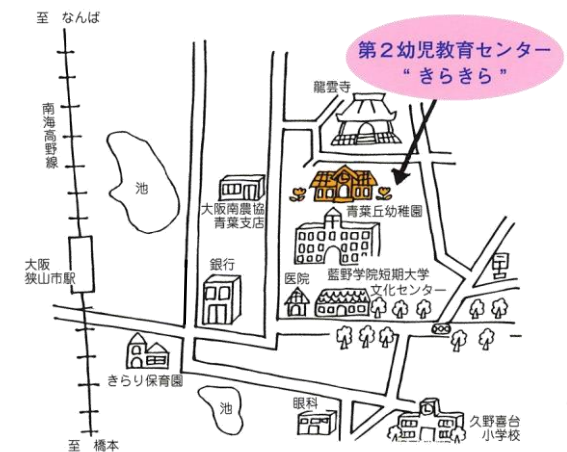 至 なんば
第2幼児教育センター
“きらきら”
龍雲寺
南海高野線
池
大阪南農協
青葉支店
青葉丘幼稚園
大阪
狭山市駅
銀行
医院
藍野学院短期大学
文化センター
きらり保育園
池
眼科
久野喜台
小学校
至 橋本